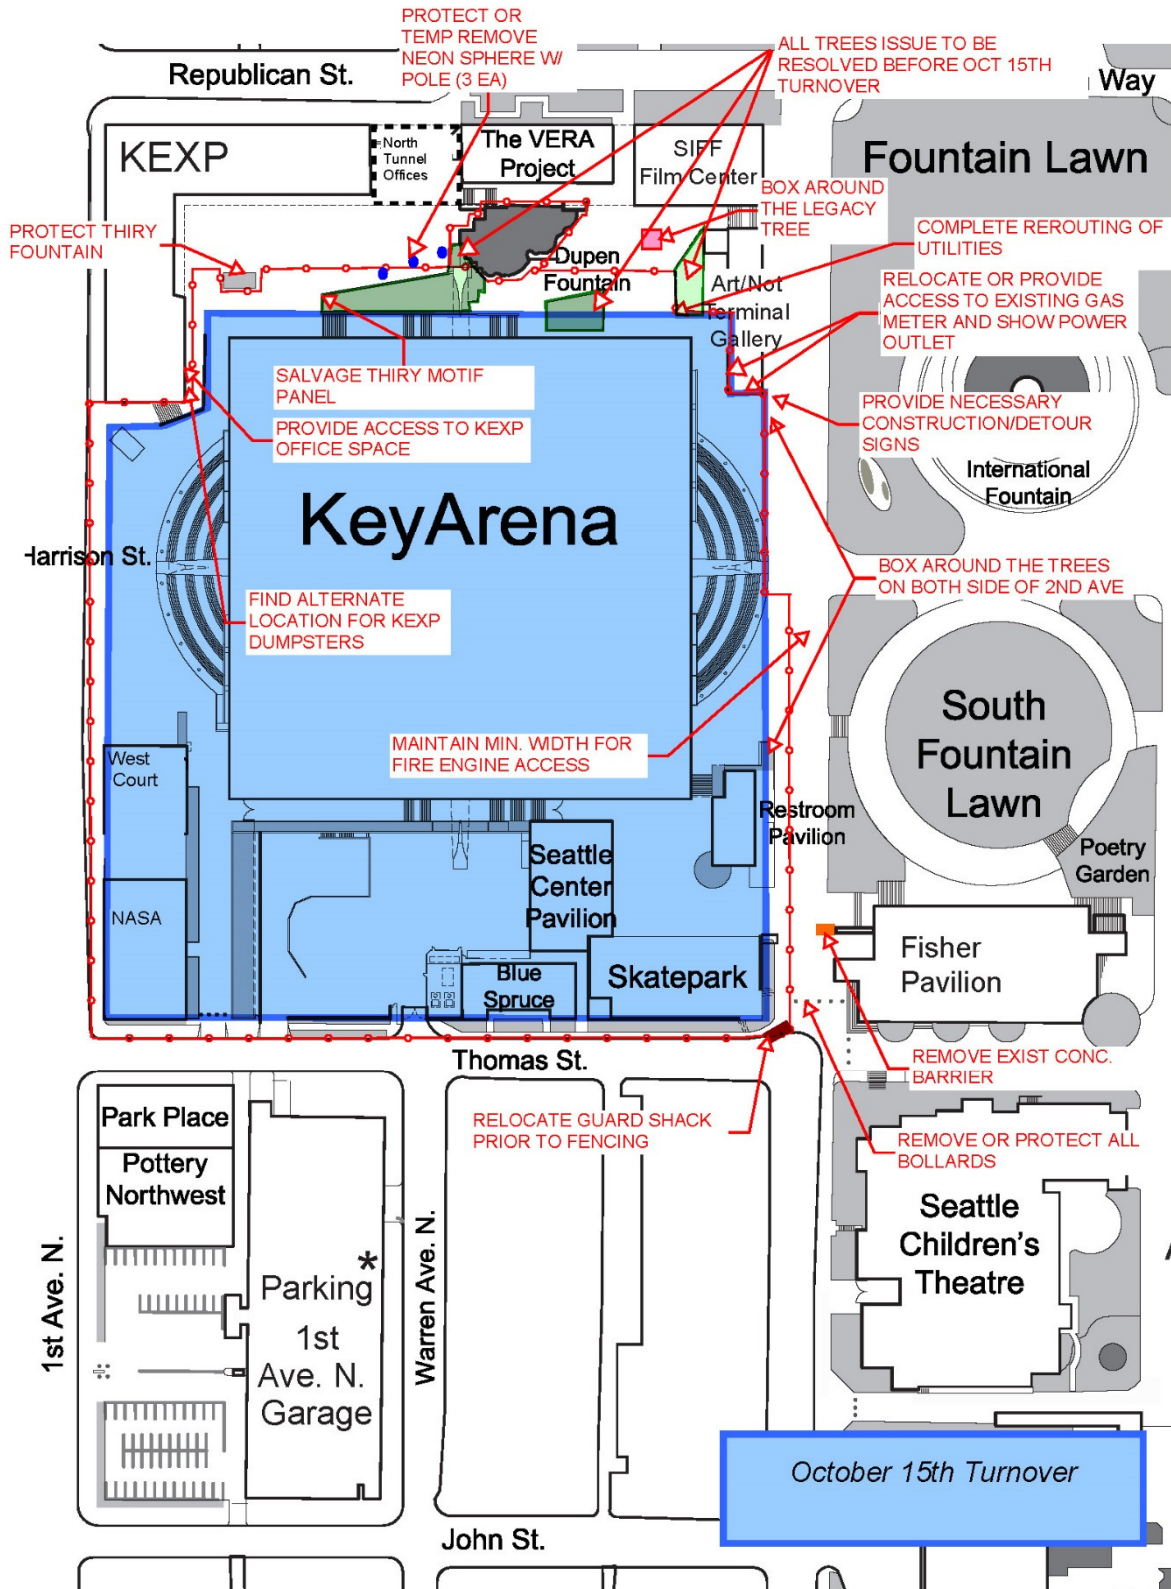 PROTECT OR
TEMP REMOVE
NEON SPHERE W/
POLE (3 EA)
ALL TREES ISSUE TO BE
RESOLVED BEFORE OCT 15TH
TURNOVER
Republican St.
Way
KEXP
North
Tunnel
Offices
The VERA
Project
SIFF
Film Center
Fountain Lawn
BOX AROUND
THE LEGACY
TREE
PROTECT THIRY
FOUNTAIN
COMPLETE REROUTING OF
UTILITIES
Dupen
Fountain
Art/Not
Terminal
Gallery
RELOCATE OR PROVIDE
ACCESS TO EXISTING GAS
METER AND SHOW POWER
OUTLET
SALVAGE THIRY MOTIF
PANEL
PROVIDE ACCESS TO KEXP
OFFICE SPACE
PROVIDE NECESSARY
CONSTRUCTION/DETOUR
SIGNS
International
Fountain
KeyArena
Harrison St.
BOX AROUND THE TREES
ON BOTH SIDE OF 2ND AVE
FIND ALTERNATE
LOCATION FOR KEXP
DUMPSTERS
South
Fountain
Lawn
MAINTAIN MIN. WIDTH FOR
FIRE ENGINE ACCESS
West
Court
Restroom
Pavilion
Poetry
Garden
Seattle
Center
Pavilion
NASA
Fisher
Pavilion
Blue
Spruce
Skatepark
Thomas St.
REMOVE EXIST CONC.
BARRIER
Park Place
RELOCATE GUARD SHACK
PRIOR TO FENCING
REMOVE OR PROTECT ALL
BOLLARDS
Pottery
Northwest
Seattle
Children's
Theatre
1st Ave. N.
*
Parking
1st
Ave. N.
Garage
Warren Ave. N.
October 15th Turnover
John St.